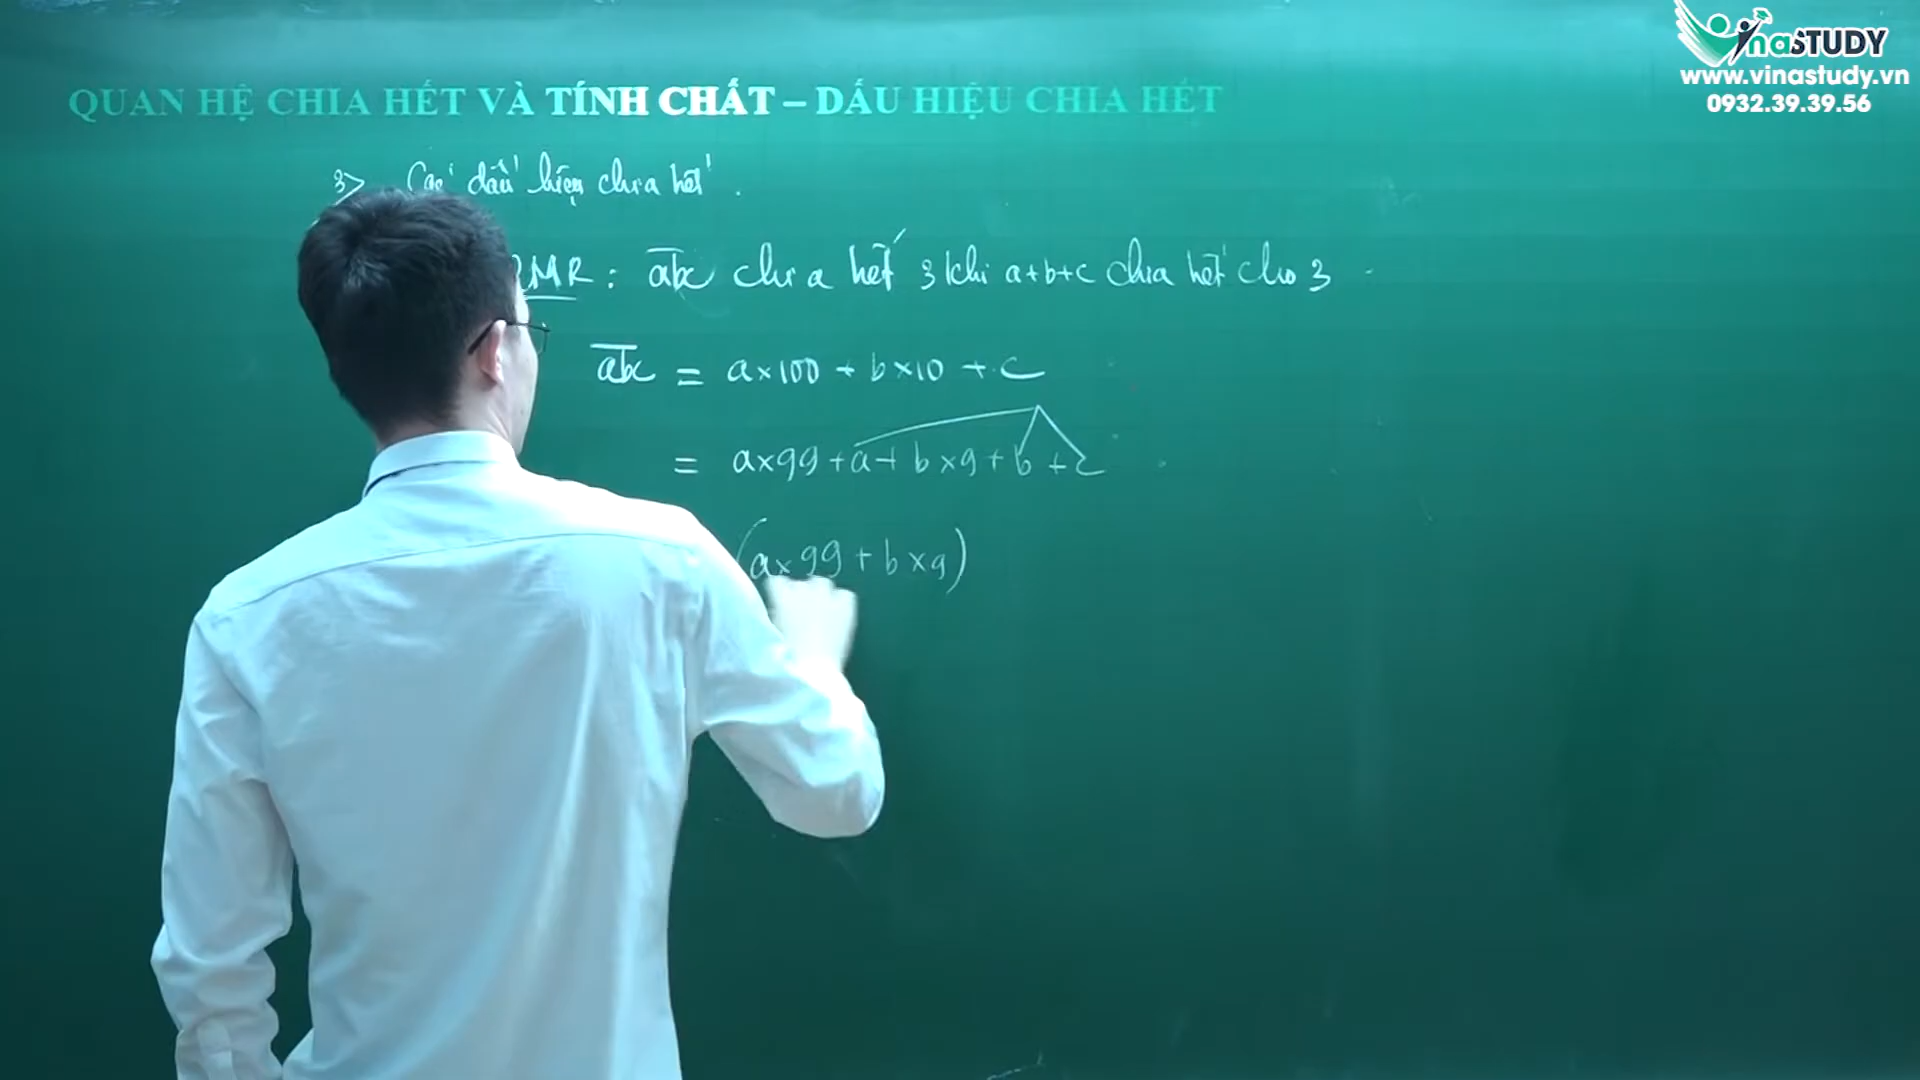 naSTUDY
www.vinastudy.vn
0932.39.39.56
QUAN HỆ CHIA HẾT VÀ TÍNH CHẤT – DẤU HIỆU CHIA HẾT
3> Các dấu hiệu chia hết.
CMR : abc chia hết 3 khi a+b+c chia hết cho 3
abc = a×100 + b×10 + c
= a×99 + a + b×9 + b + c
(a×99 + b×9)